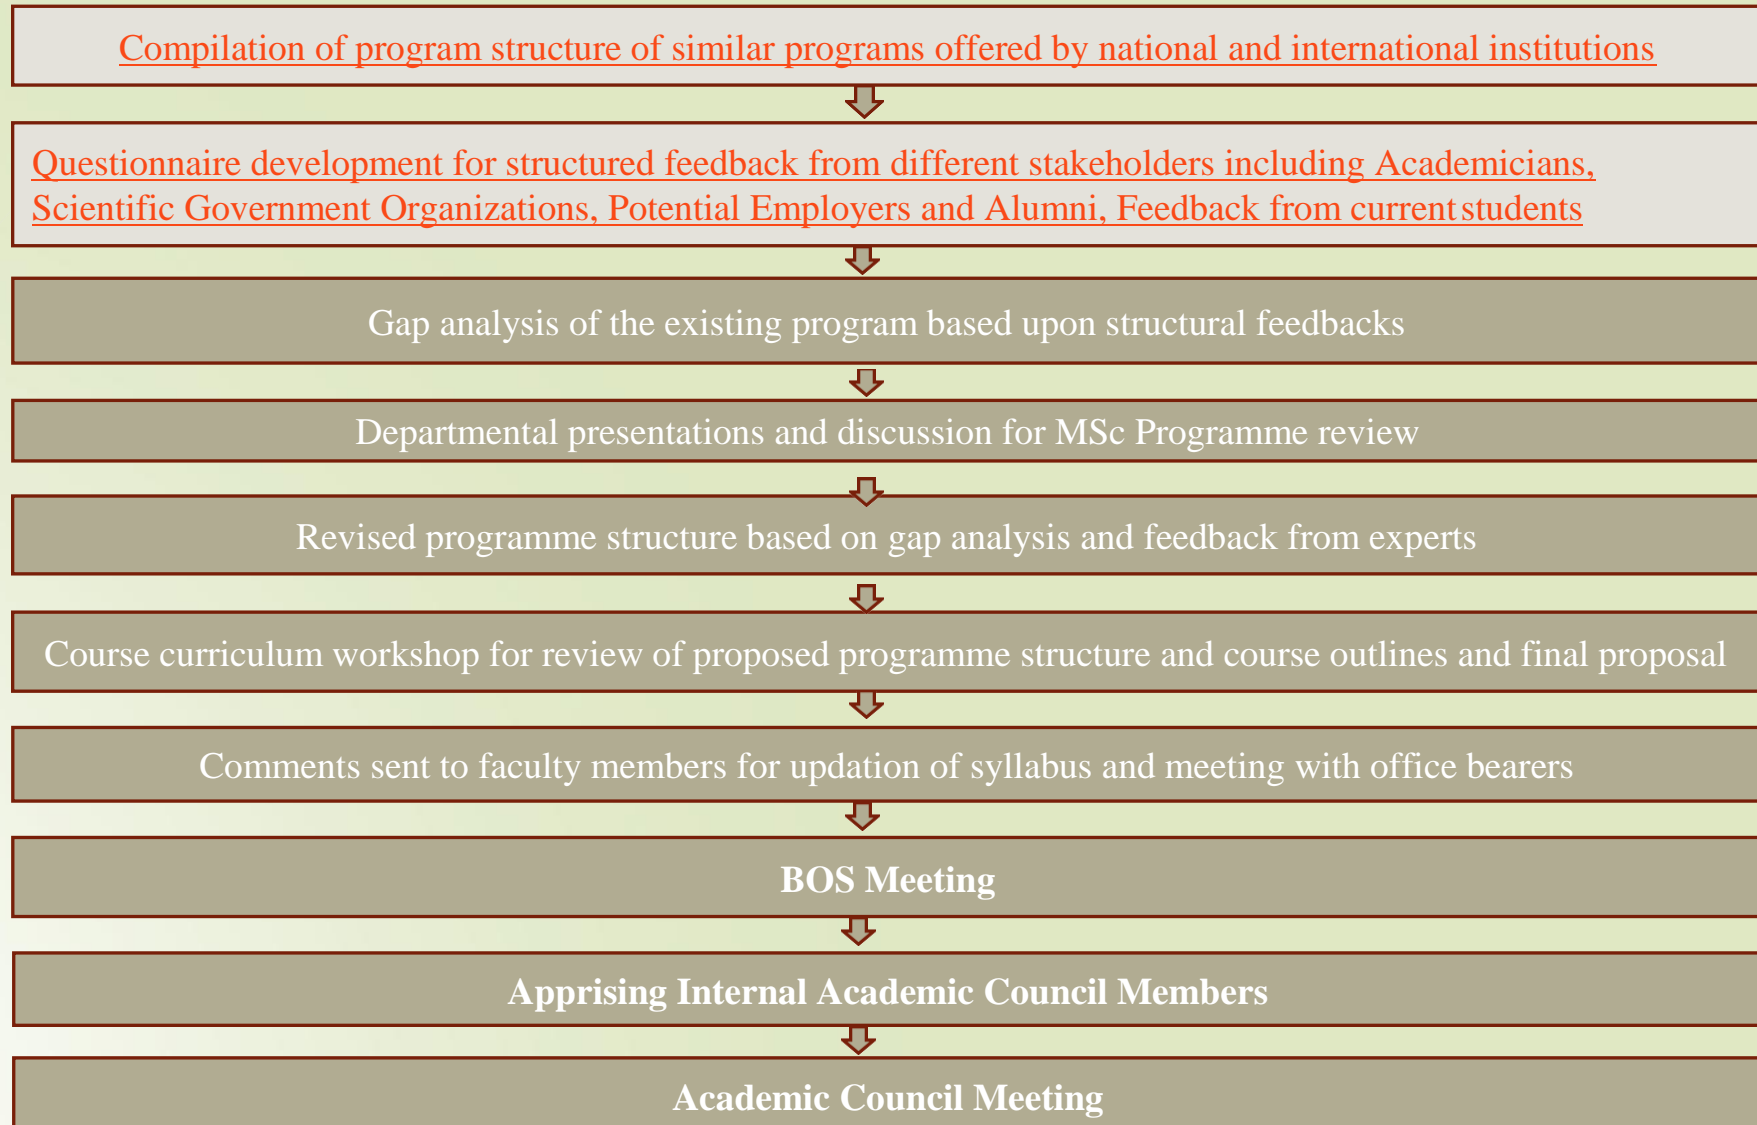 Compilation of program structure of similar programs offered by national and international institutions
Questionnaire development for structured feedback from different stakeholders including Academicians,
Scientific Government Organizations, Potential Employers and Alumni, Feedback from current students
Gap analysis of the existing program based upon structural feedbacks
Departmental presentations and discussion for MSc Programme review
Revised programme structure based on gap analysis and feedback from experts
Course curriculum workshop for review of proposed programme structure and course outlines and final proposal
Comments sent to faculty members for updation of syllabus and meeting with office bearers
BOS Meeting
Apprising Internal Academic Council Members
Academic Council Meeting